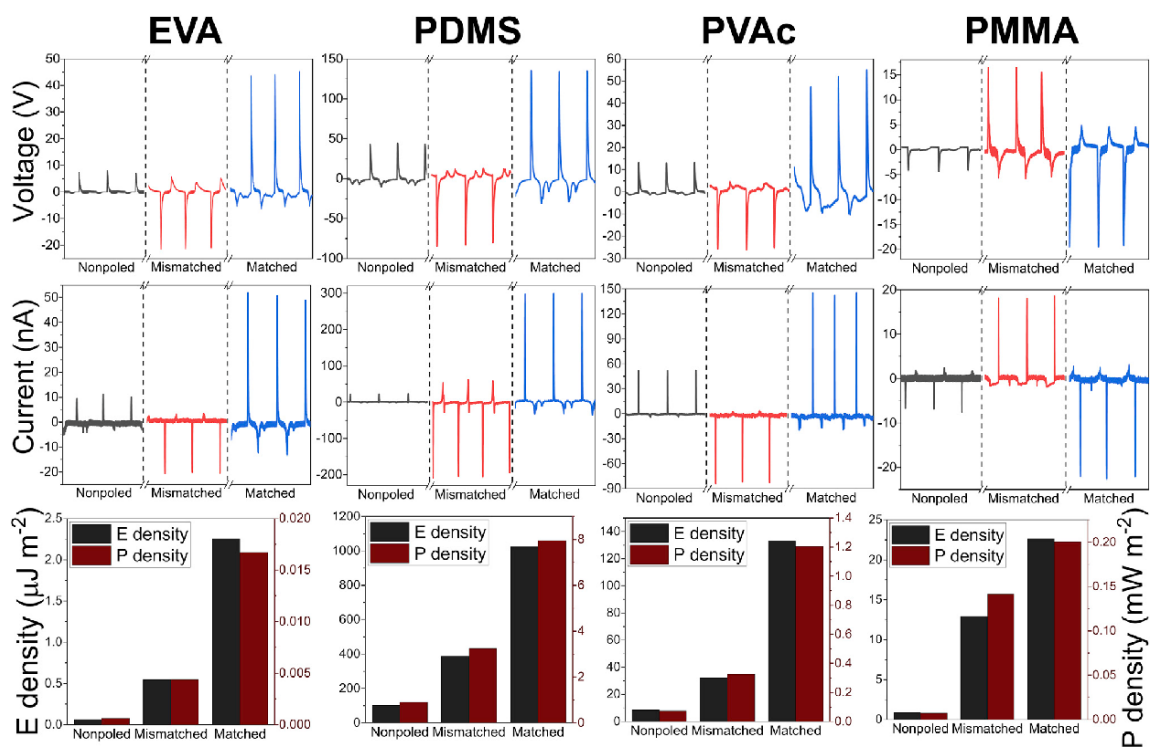 EVA PDMS PVAc PMMA
Voltage (V)
50 40 30 20 10 0 -10 -20
Nonpoled Mismatched Matched
150 100 50 0 -50 -100
Nonpoled Mismatched Matched
60 50 40 30 20 10 0 -10 -20 -30
Nonpoled Mismatched Matched
15 10 5 0 -5 -10 -15 -20
Nonpoled Mismatched Matched
Current (nA)
50 40 30 20 10 0 -10 -20
Nonpoled Mismatched Matched
300 200 100 0 -100 -200
Nonpoled Mismatched Matched
150 120 90 60 30 0 -30 -60 -90
Nonpoled Mismatched Matched
20 10 0 -10 -20
Nonpoled Mismatched Matched
E density (µJ m-2)
2.5 2.0 1.5 1.0 0.5 0.0
E density
P density
0.020 0.015 0.010 0.005 0.000
Nonpoled Mismatched Matched
1200 1000 800 600 400 200 0
E density
P density
8 6 4 2 0
Nonpoled Mismatched Matched
140 120 100 80 60 40 20 0
E density
P density
1.4 1.2 1.0 0.8 0.6 0.4 0.2 0.0
Nonpoled Mismatched Matched
25 20 15 10 5 0
E density
P density
0.20 0.15 0.10 0.05 0.00
Nonpoled Mismatched Matched
P density (mW m-2)